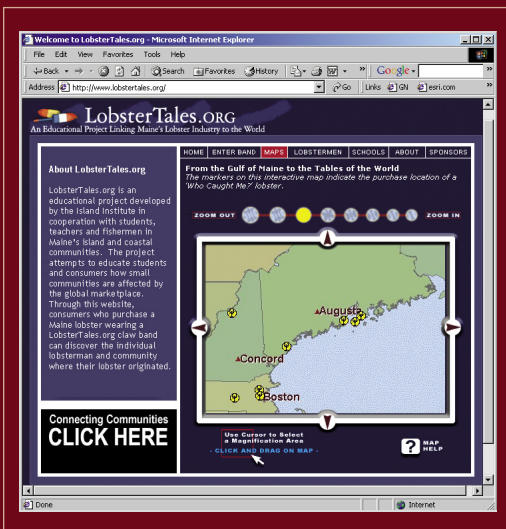 Welcome to LobsterTales.org - Microsoft Internet Explorer
File Edit View Favorites Tools Help
Back Search Favorites History Google
Address http://www.lobstertales.org/ Go Links GN esri.com
LobsterTales.ORG
An Educational Project Linking Maine's Lobster Industry to the World
HOME ENTER BAND MAPS LOBSTERMEN SCHOOLS ABOUT SPONSORS
About LobsterTales.org
LobsterTales.org is an
educational project developed
by the Island Institute in
cooperation with students,
teachers and fishermen in
Maine's island and coastal
communities. The project
attempts to educate students
and consumers how small
communities are affected by
the global marketplace.
Through this website,
consumers who purchase a
Maine lobster wearing a
LobsterTales.org claw band
can discover the individual
lobsterman and community
where their lobster originated.
Connecting Communities
CLICK HERE
From the Gulf of Maine to the Tables of the World
The markers on this interactive map indicate the purchase location of a
'Who Caught Me?' lobster.
ZOOM OUT ZOOM IN
Augusta
Concord
Boston
Use Cursor to Select
a Magnification Area
- CLICK AND DRAG ON MAP -
? MAP
HELP
Done Internet